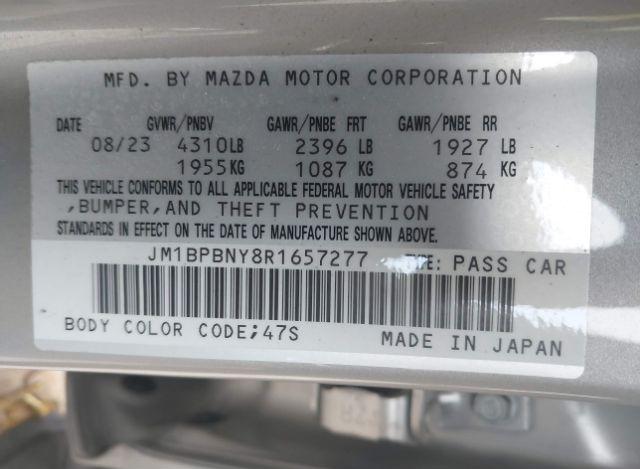 MFD. BY MAZDA MOTOR CORPORATION
DATE GVWR/PNBV GAWR/PNBE FRT GAWR/PNBE RR
08/23 4310LB 2396 LB 1927 LB
1955KG 1087 KG 874 KG
THIS VEHICLE CONFORMS TO ALL APPLICABLE FEDERAL MOTOR VEHICLE SAFETY
,BUMPER,AND THEFT PREVENTION
STANDARDS IN EFFECT ON THE DATE OF MANUFACTURE SHOWN ABOVE.
JM1BPBNY8R1657277 TYPE: PASS CAR
BODY COLOR CODE;47S MADE IN JAPAN